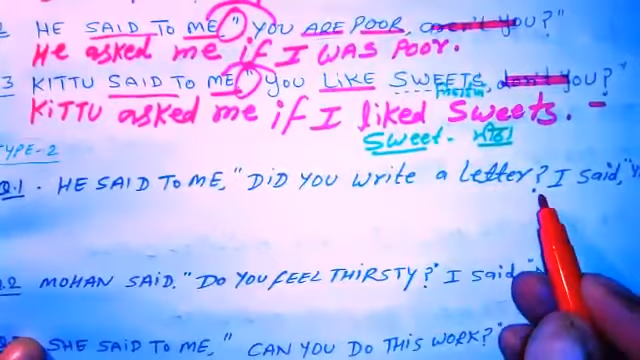 2 HE SAID TO ME, "YOU ARE POOR, aren't you?"
He asked me if I WAS POOR.
3 KITTU SAID TO ME, "YOU LIKE SWEETS, don't you?"
KITTU asked me if I liked Sweets.
Sweet.
TYPE-2
Q.1. HE SAID TO ME, "DID YOU write a letter? I said, "
Q.2 MOHAN SAID. "DO YOU FEEL THIRSTY?" I said
SHE SAID TO ME, " CAN YOU DO THIS WORK?"